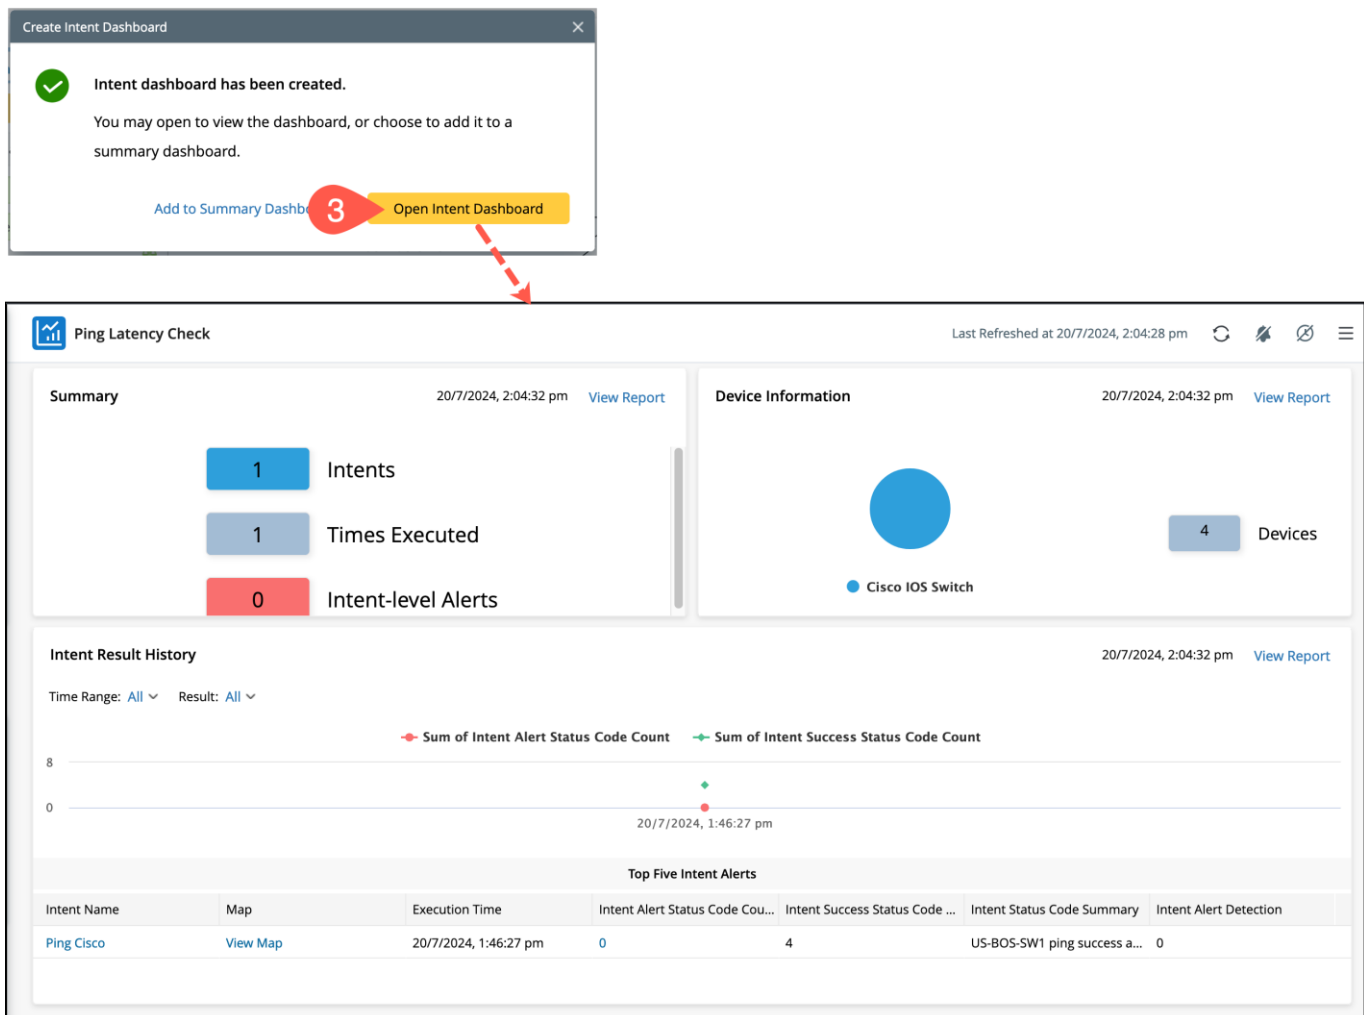 Create Intent Dashboard
Intent dashboard has been created.
You may open to view the dashboard, or choose to add it to a
summary dashboard.
Add to Summary Dashb
3
Open Intent Dashboard
Ping Latency Check
Last Refreshed at 20/7/2024, 2:04:28 pm
Summary
20/7/2024, 2:04:32 pm
View Report
1 Intents
1 Times Executed
0 Intent-level Alerts
Device Information
20/7/2024, 2:04:32 pm
View Report
Cisco IOS Switch
4 Devices
Intent Result History
20/7/2024, 2:04:32 pm
View Report
Time Range: All Result: All
Sum of Intent Alert Status Code Count Sum of Intent Success Status Code Count
8
0
20/7/2024, 1:46:27 pm
Top Five Intent Alerts
Intent Name Map Execution Time Intent Alert Status Code Cou... Intent Success Status Code ... Intent Status Code Summary Intent Alert Detection
Ping Cisco View Map 20/7/2024, 1:46:27 pm 0 4 US-BOS-SW1 ping success a... 0